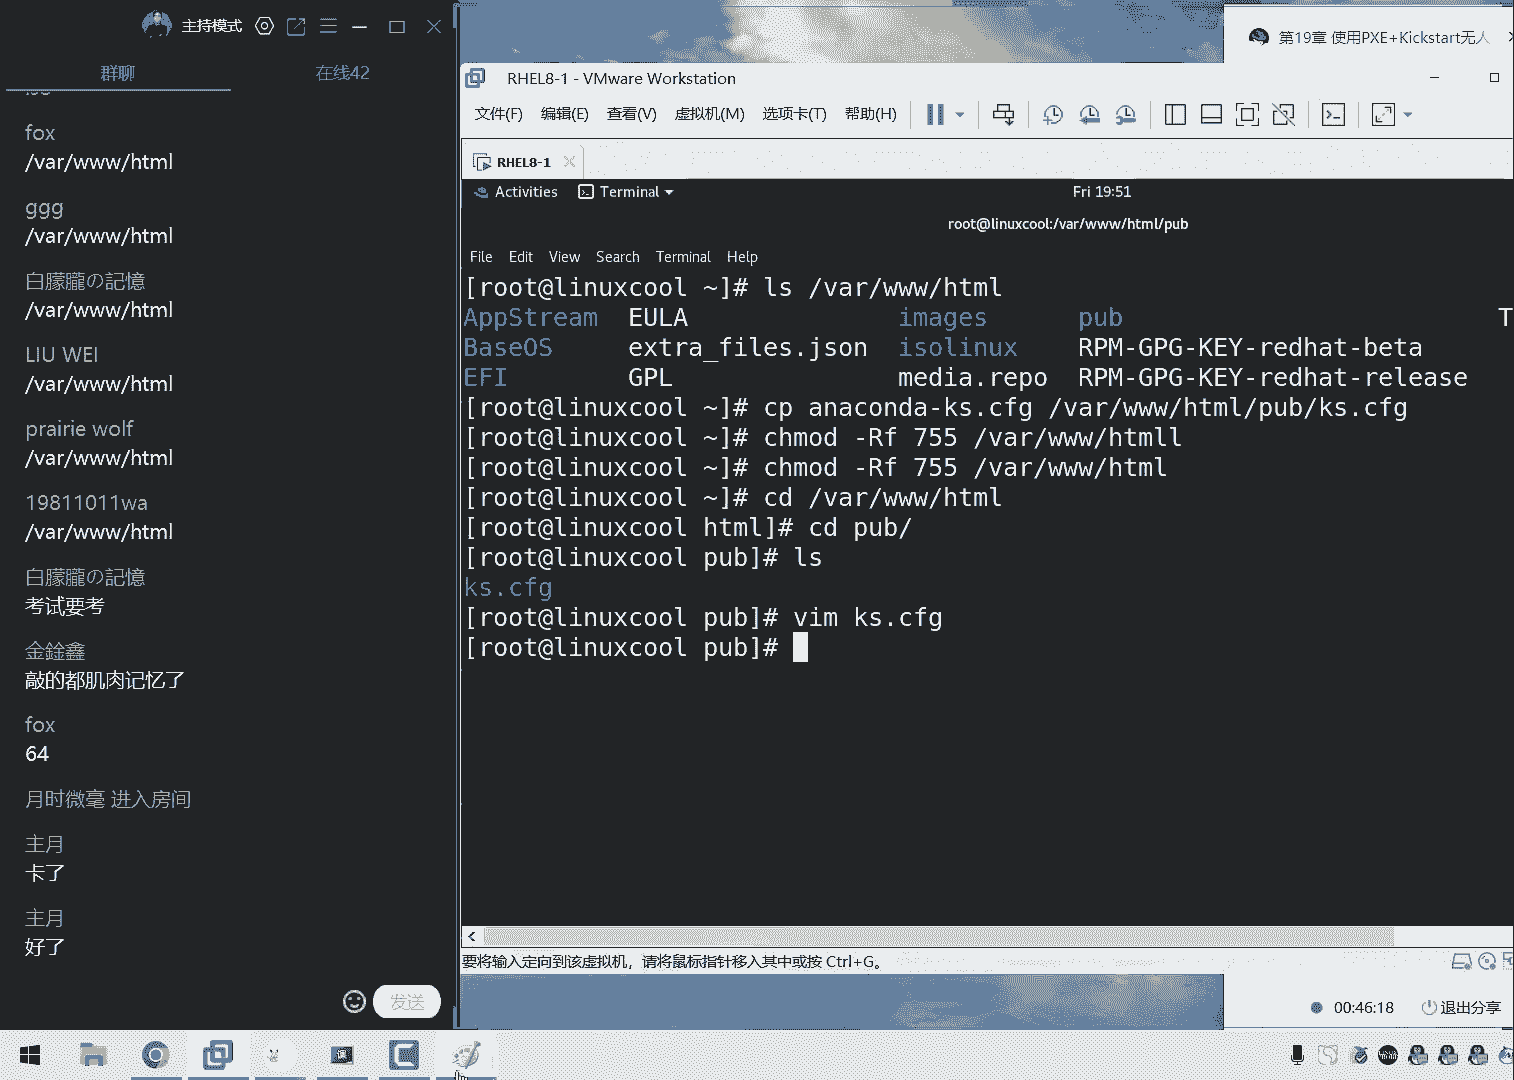 主持模式
群聊
在线42
fox
/var/www/html
ggg
/var/www/html
白朦朧の記憶
/var/www/html
LIU WEI
/var/www/html
prairie wolf
/var/www/html
19811011wa
/var/www/html
白朦朧の記憶
考试要考
金銓鑫
敲的都肌肉记忆了
fox
64
月时微毫 进入房间
主月
卡了
主月
好了
发送
第19章 使用PXE+Kickstart无人
RHEL8-1 - VMware Workstation
文件(F) 编辑(E) 查看(V) 虚拟机(M) 选项卡(T) 帮助(H)
RHEL8-1
Activities Terminal Fri 19:51
root@linuxcool:/var/www/html/pub
File Edit View Search Terminal Help
[root@linuxcool ~]# ls /var/www/html
AppStream EULA images pub T
BaseOS extra_files.json isolinux RPM-GPG-KEY-redhat-beta
EFI GPL media.repo RPM-GPG-KEY-redhat-release
[root@linuxcool ~]# cp anaconda-ks.cfg /var/www/html/pub/ks.cfg
[root@linuxcool ~]# chmod -Rf 755 /var/www/htmll
[root@linuxcool ~]# chmod -Rf 755 /var/www/html
[root@linuxcool ~]# cd /var/www/html
[root@linuxcool html]# cd pub/
[root@linuxcool pub]# ls
ks.cfg
[root@linuxcool pub]# vim ks.cfg
[root@linuxcool pub]#
要将输入定向到该虚拟机，请将鼠标指针移入其中或按 Ctrl+G。
00:46:18 退出分享